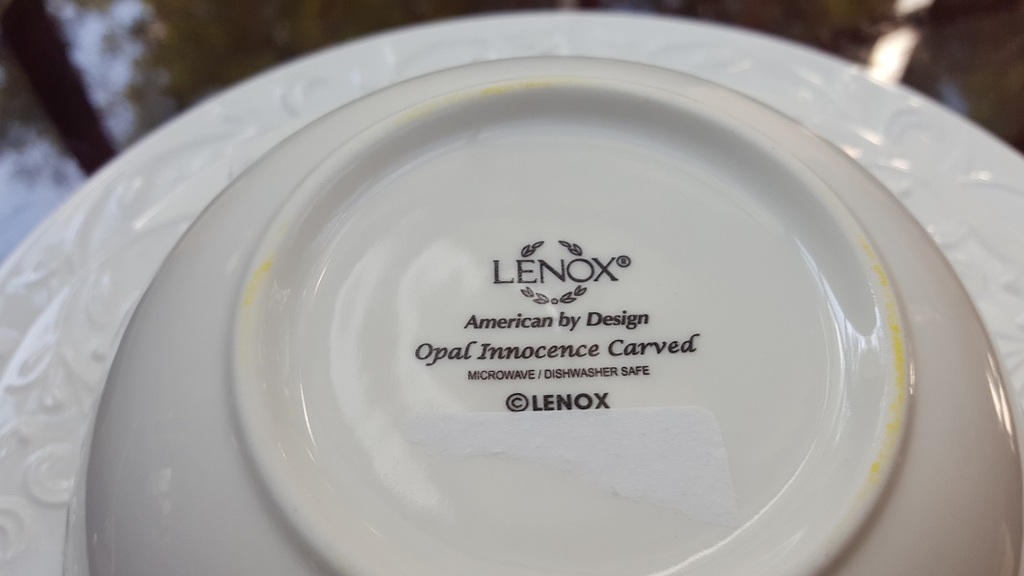 LENOX®
American by Design
Opal Innocence Carved
MICROWAVE / DISHWASHER SAFE
©LENOX